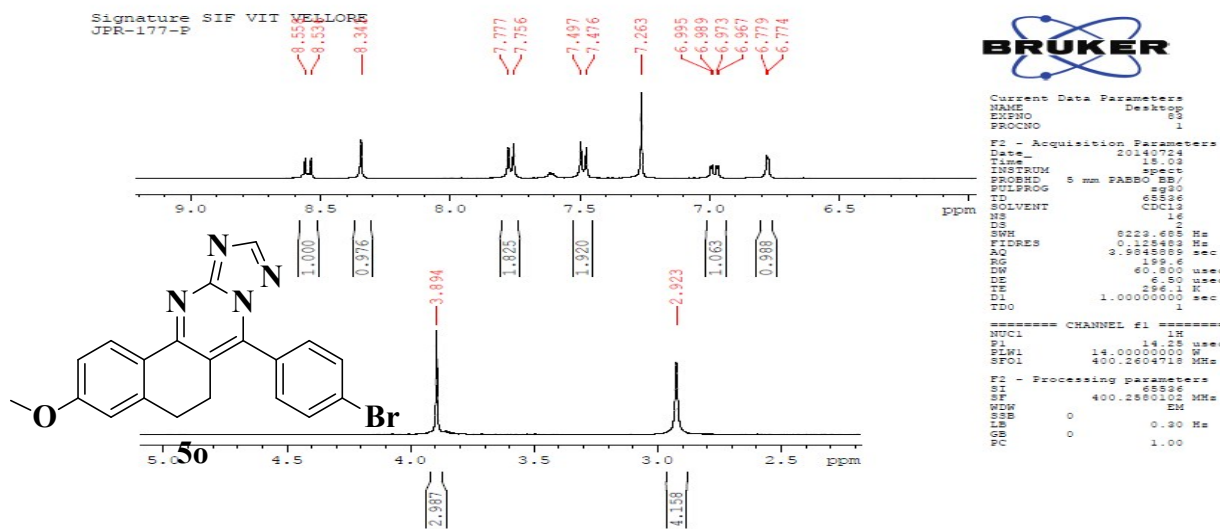 Signature SIF VIT VELLORE
JPR-177-P
8.558
8.536
8.344
7.777
7.756
7.497
7.476
7.263
6.995
6.989
6.973
6.967
6.779
6.774
BRUKER
9.0 8.5 8.0 7.5 7.0 6.5 ppm
1.000
0.976
1.825
1.920
1.063
0.988
3.894
2.923
N N N N N
O Br
5o
5.0 4.5 4.0 3.5 3.0 2.5 ppm
2.987
4.158
Current Data Parameters
NAME Desktop
EXPNO 83
PROCNO 1
F2 - Acquisition Parameters
Date_ 20140724
Time 15.03
INSTRUM spect
PROBHD 5 mm PABBO BB/
PULPROG zg30
TD 65536
SOLVENT CDCl3
NS 16
DS 2
SWH 8223.685 Hz
FIDRES 0.125483 Hz
AQ 3.9845889 sec
RG 199.6
DW 60.800 usec
DE 6.50 usec
TE 296.1 K
D1 1.00000000 sec
TD0 1
======== CHANNEL f1 ========
NUC1 1H
P1 14.25 usec
PLW1 14.00000000 W
SFO1 400.2604718 MHz
F2 - Processing parameters
SI 65536
SF 400.2580102 MHz
WDW EM
SSB 0
LB 0.30 Hz
GB 0
PC 1.00